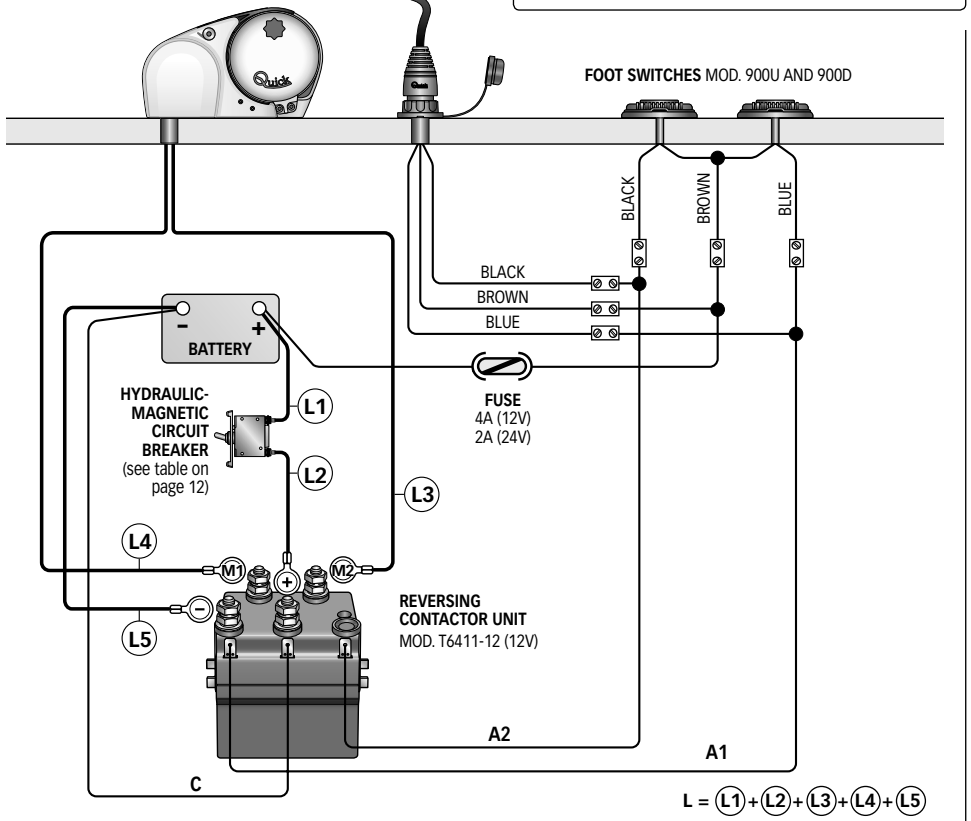 Quick
Quick
FOOT SWITCHES MOD. 900U AND 900D
BLACK
BROWN
BLUE
BLACK
BROWN
BLUE
- +
BATTERY
FUSE
4A (12V)
2A (24V)
HYDRAULIC-
MAGNETIC
CIRCUIT
BREAKER
(see table on
page 12)
L1
L2
L3
L4
L5
M1
+
M2
-
REVERSING
CONTACTOR UNIT
MOD. T6411-12 (12V)
A2
A1
C
L = L1+L2+L3+L4+L5